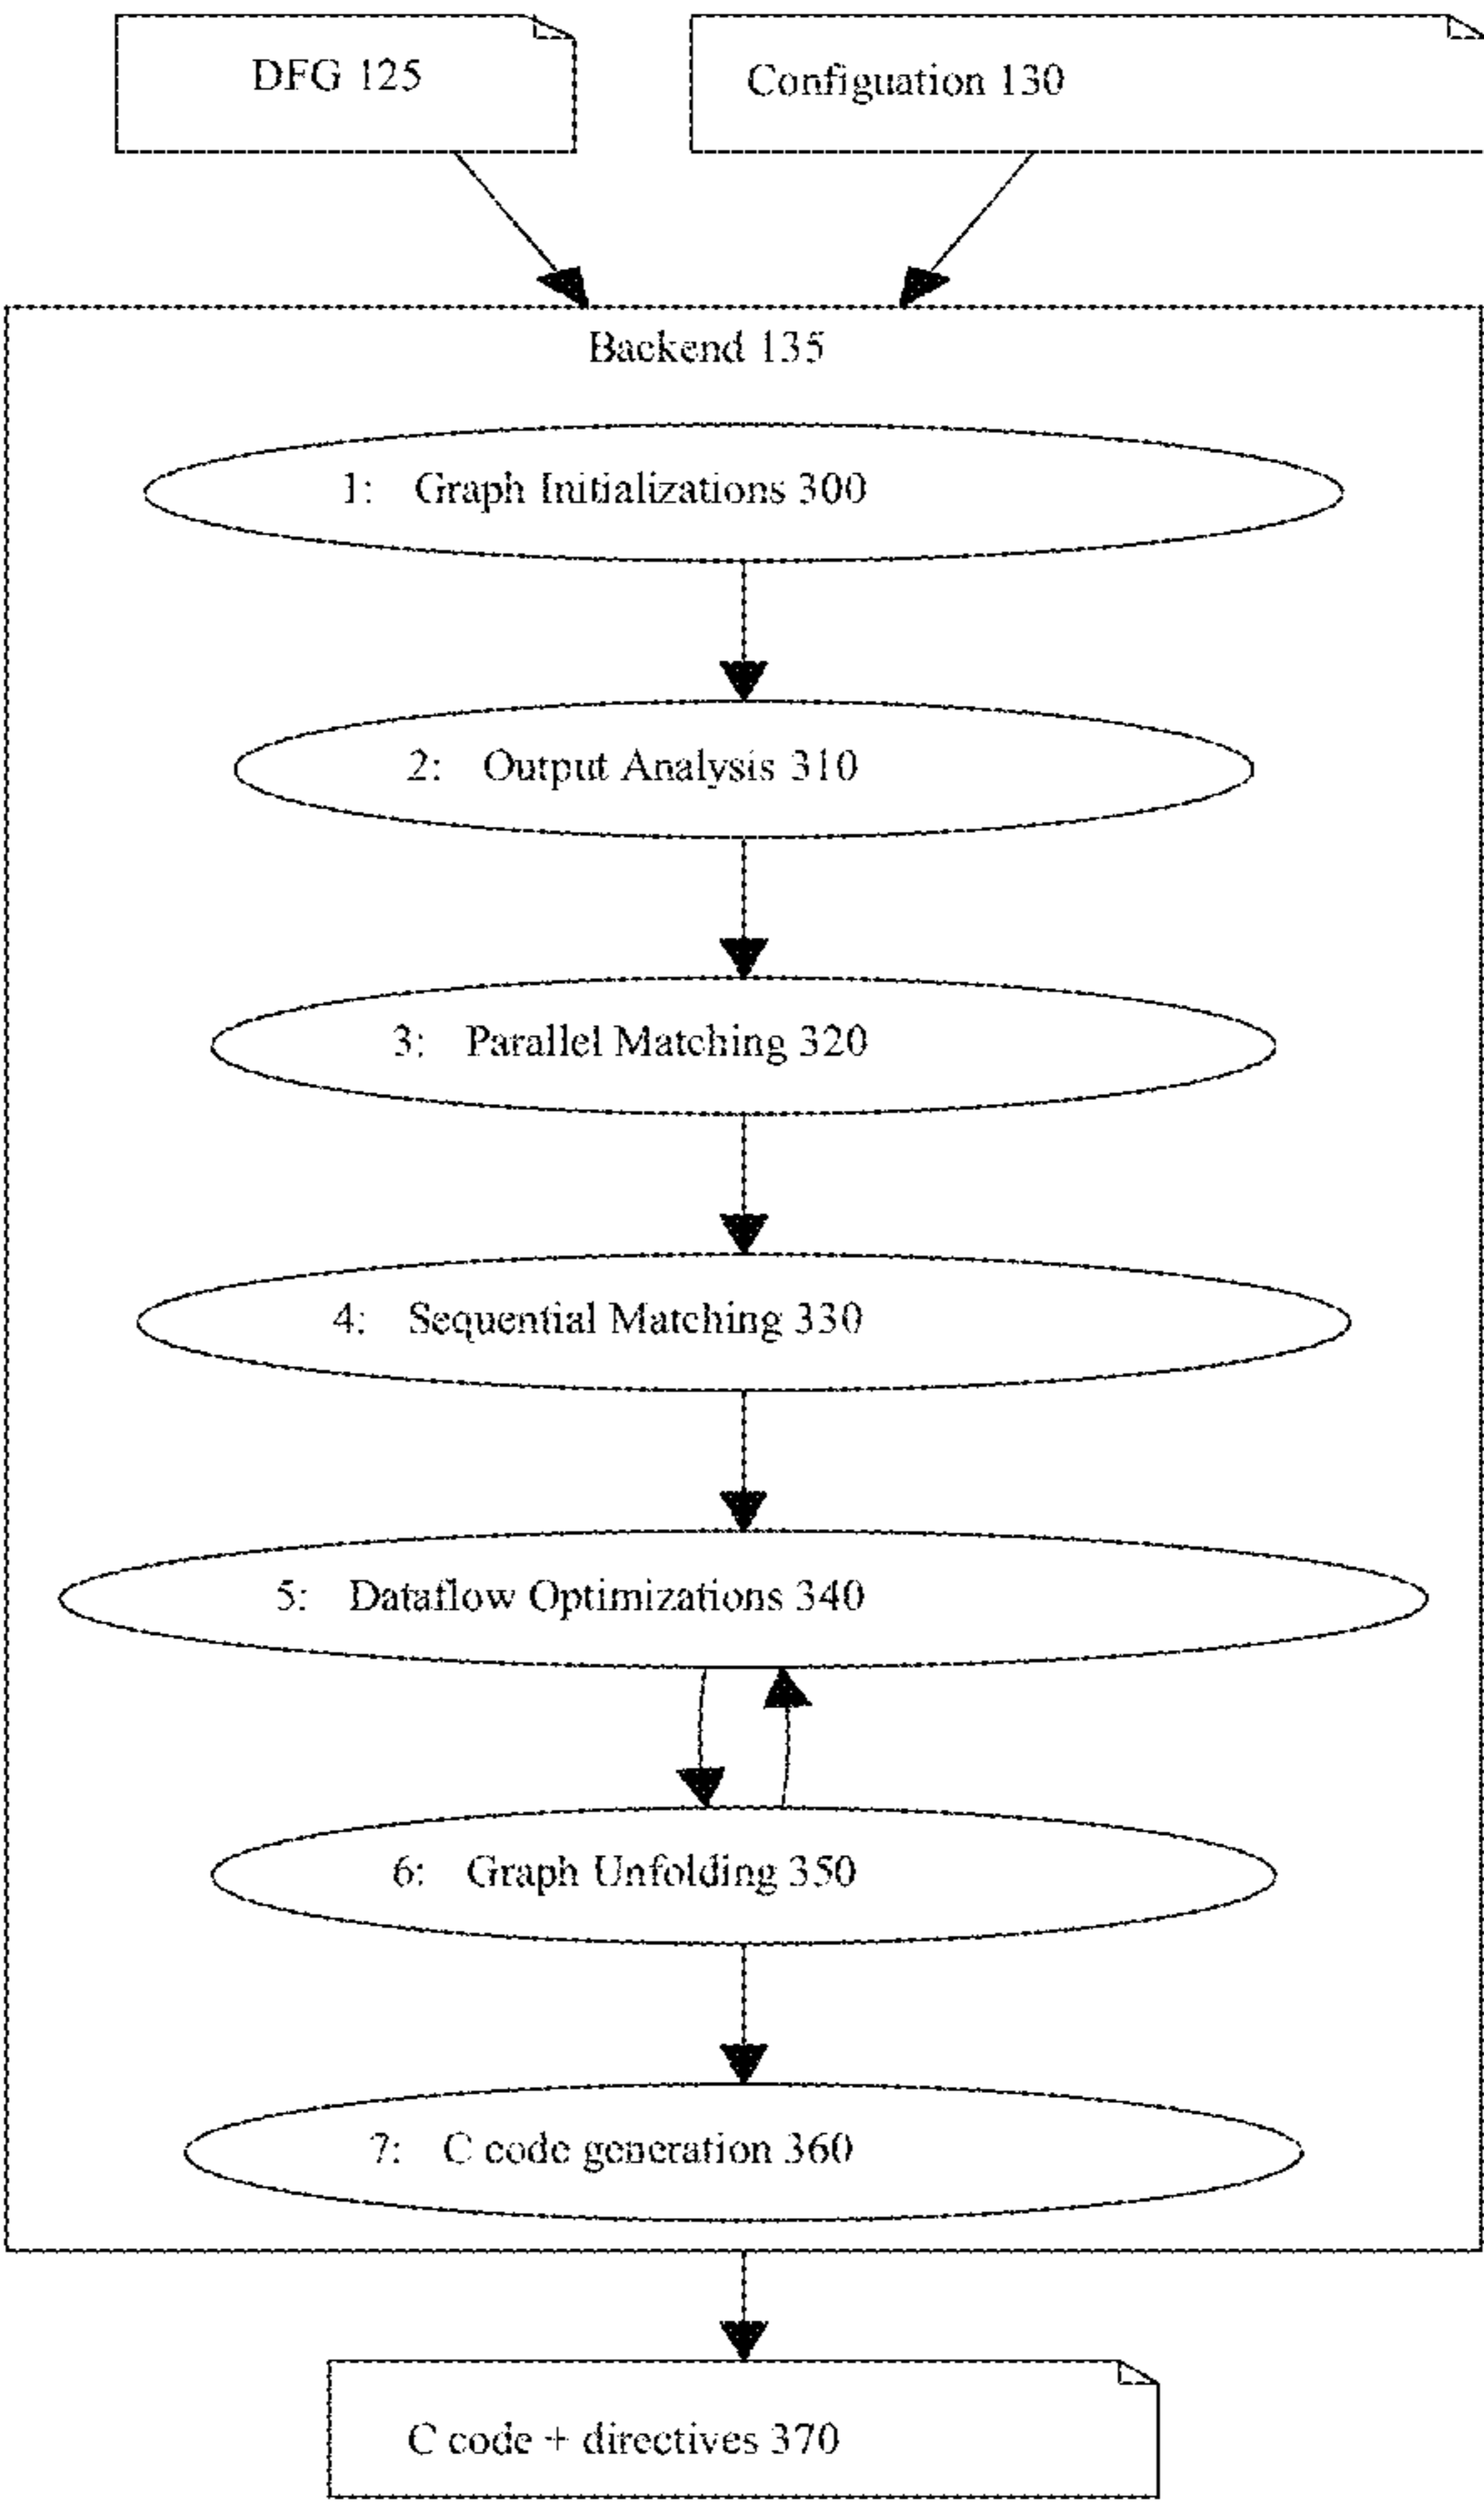 DFG 125
Configuation 130
Backend 135
1: Graph Initializations 300
2: Output Analysis 310
3: Parallel Matching 320
4: Sequential Matching 330
5: Dataflow Optimizations 340
6: Graph Unfolding 350
7: C code generation 360
C code + directives 370